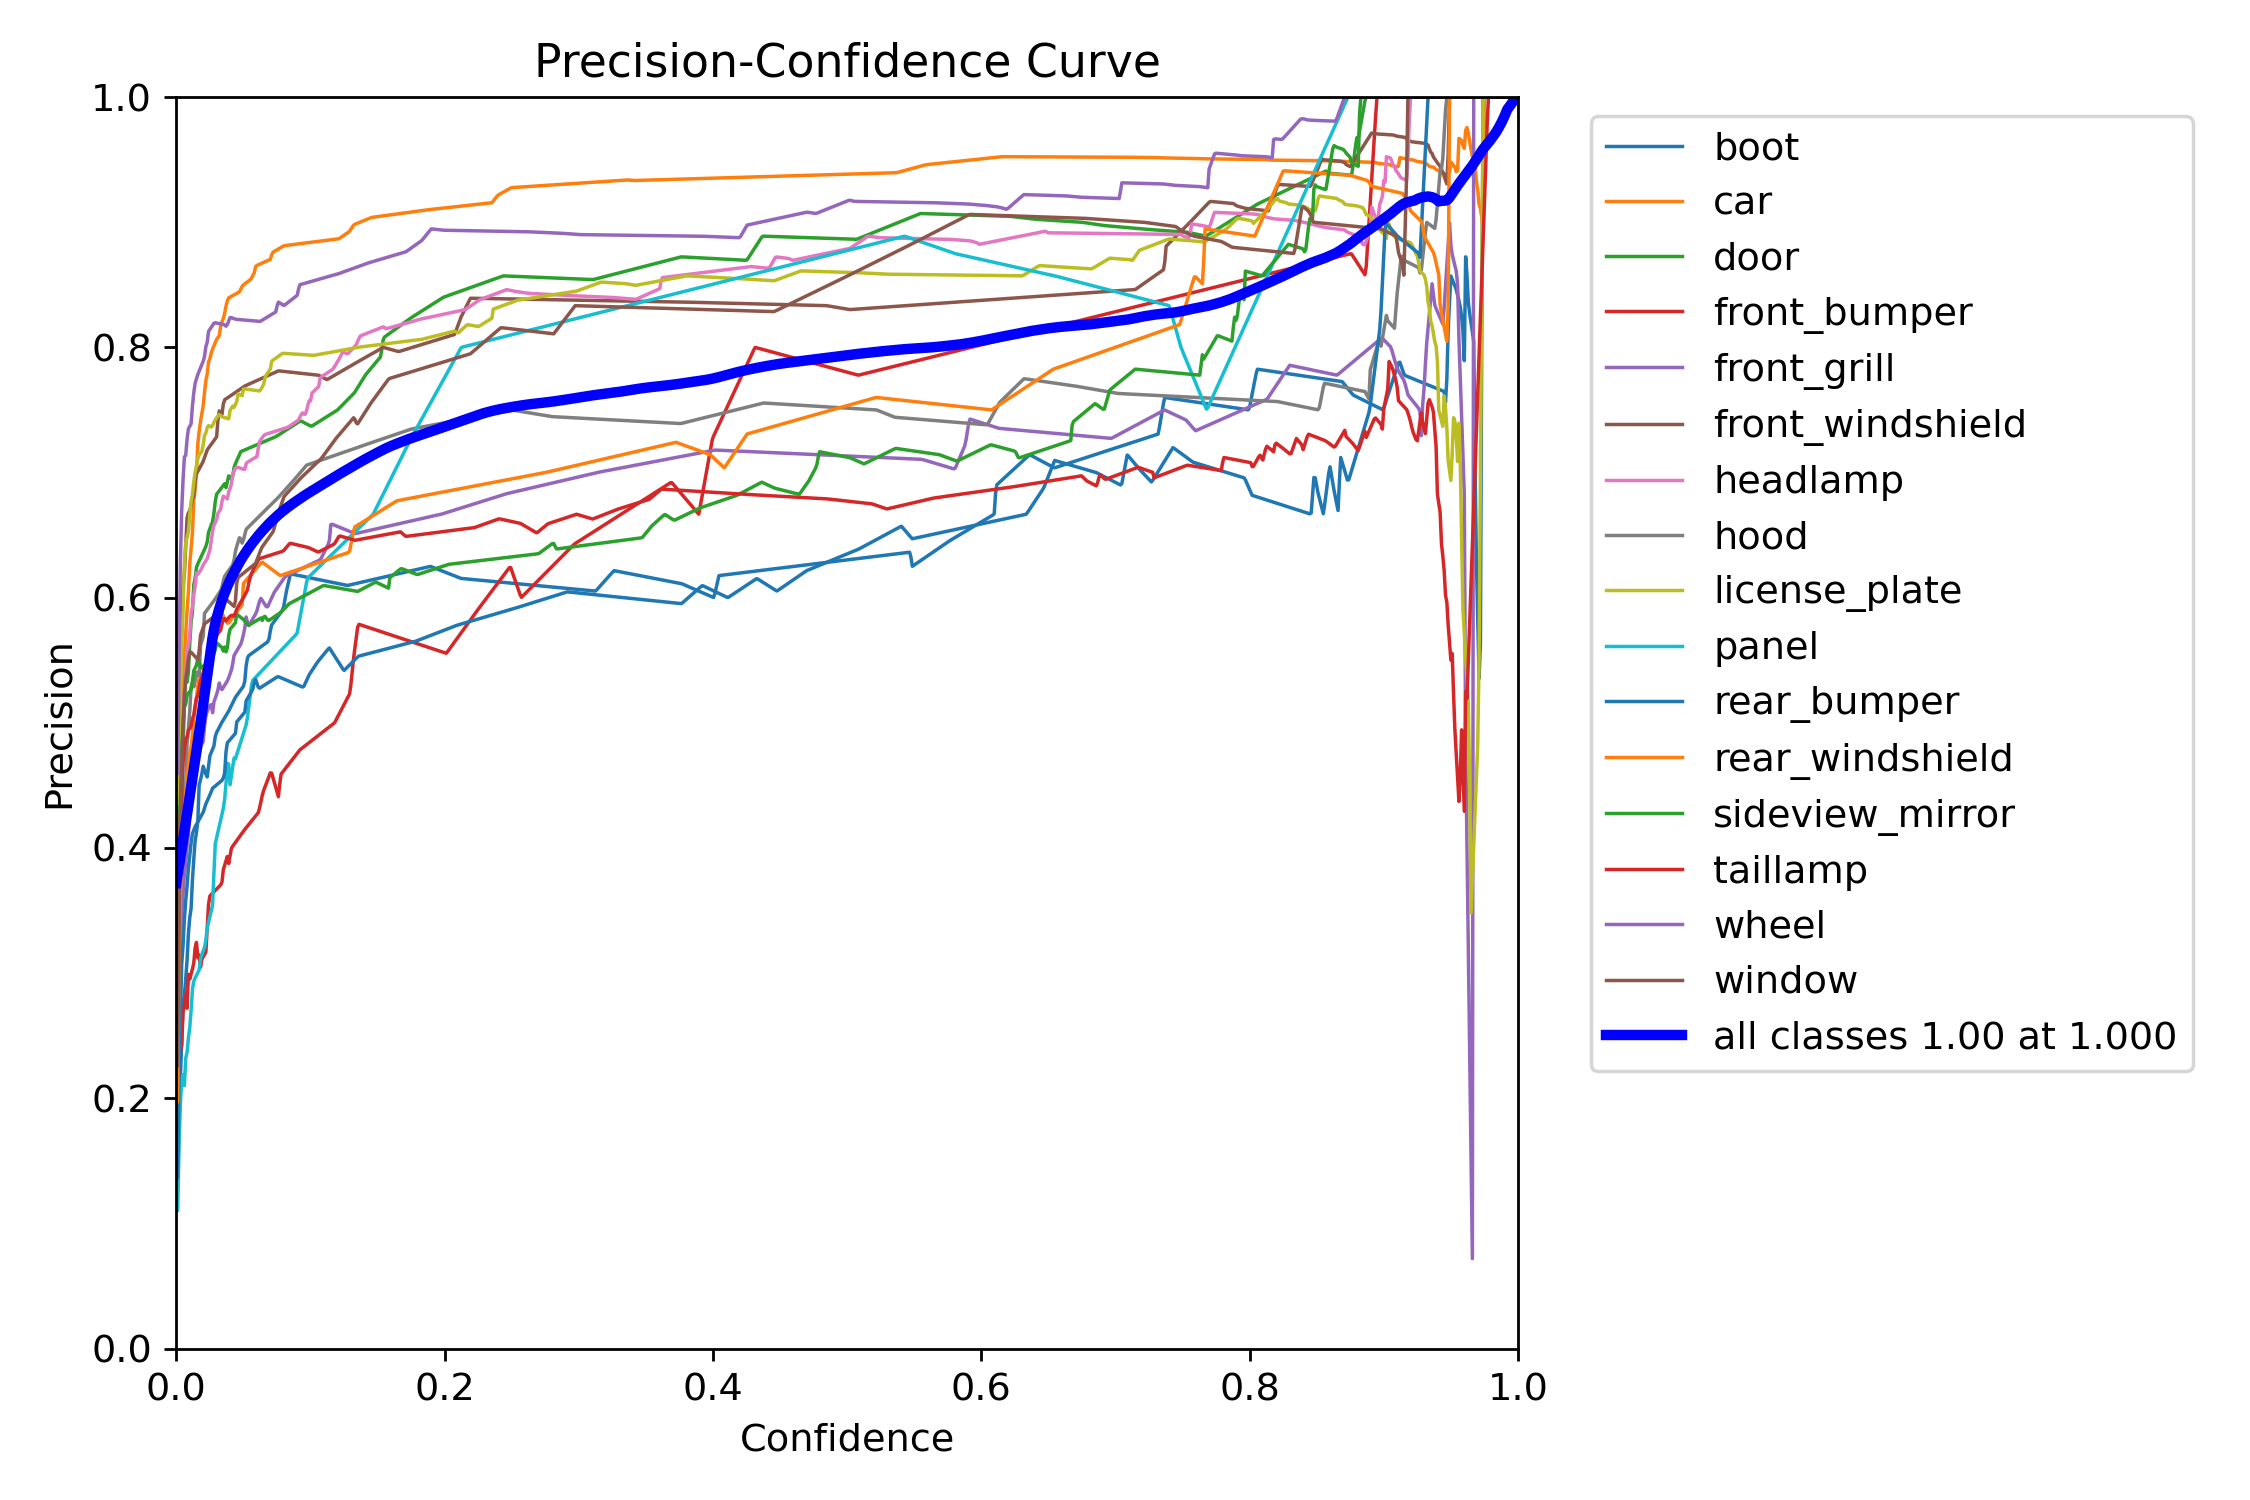 Precision-Confidence Curve
1.0
0.8
0.6
0.4
0.2
0.0
Precision
0.0 0.2 0.4 0.6 0.8 1.0
Confidence
boot
car
door
front_bumper
front_grill
front_windshield
headlamp
hood
license_plate
panel
rear_bumper
rear_windshield
sideview_mirror
taillamp
wheel
window
all classes 1.00 at 1.000